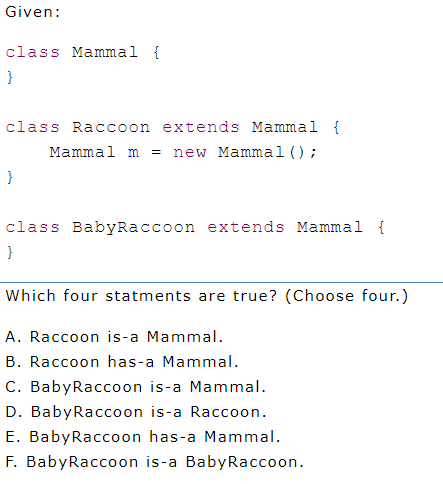 Given:
class Mammal {
}
class Raccoon extends Mammal {
    Mammal m = new Mammal();
}
class BabyRaccoon extends Mammal {
}
Which four statments are true? (Choose four.)
A. Raccoon is-a Mammal.
B. Raccoon has-a Mammal.
C. BabyRaccoon is-a Mammal.
D. BabyRaccoon is-a Raccoon.
E. BabyRaccoon has-a Mammal.
F. BabyRaccoon is-a BabyRaccoon.